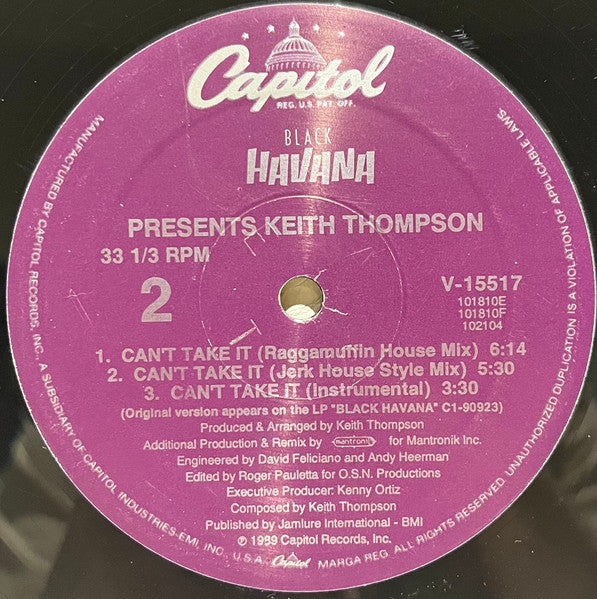 Capitol
REG. U.S. PAT. OFF.
BLACK
HAVANA
PRESENTS KEITH THOMPSON
33 1/3 RPM
2
V-15517
101810E
101810F
102104
1. CAN'T TAKE IT (Raggamuffin House Mix) 6:14
2. CAN'T TAKE IT (Jerk House Style Mix) 5:30
3. CAN'T TAKE IT (Instrumental) 3:30
(Original version appears on the LP "BLACK HAVANA" C1-90923)
Produced & Arranged by Keith Thompson
Additional Production & Remix by mantronik for Mantronik Inc.
Engineered by David Feliciano and Andy Heerman
Edited by Roger Pauletta for O.S.N. Productions
Executive Producer: Kenny Ortiz
Composed by Keith Thompson
Published by Jamlure International - BMI
℗ © 1989 Capitol Records, Inc.
MANUFACTURED BY CAPITOL RECORDS, INC. A SUBSIDIARY OF CAPITOL INDUSTRIES-EMI, INC., U.S.A. Capitol MARCA REG. ALL RIGHTS RESERVED. UNAUTHORIZED DUPLICATION IS A VIOLATION OF APPLICABLE LAWS.